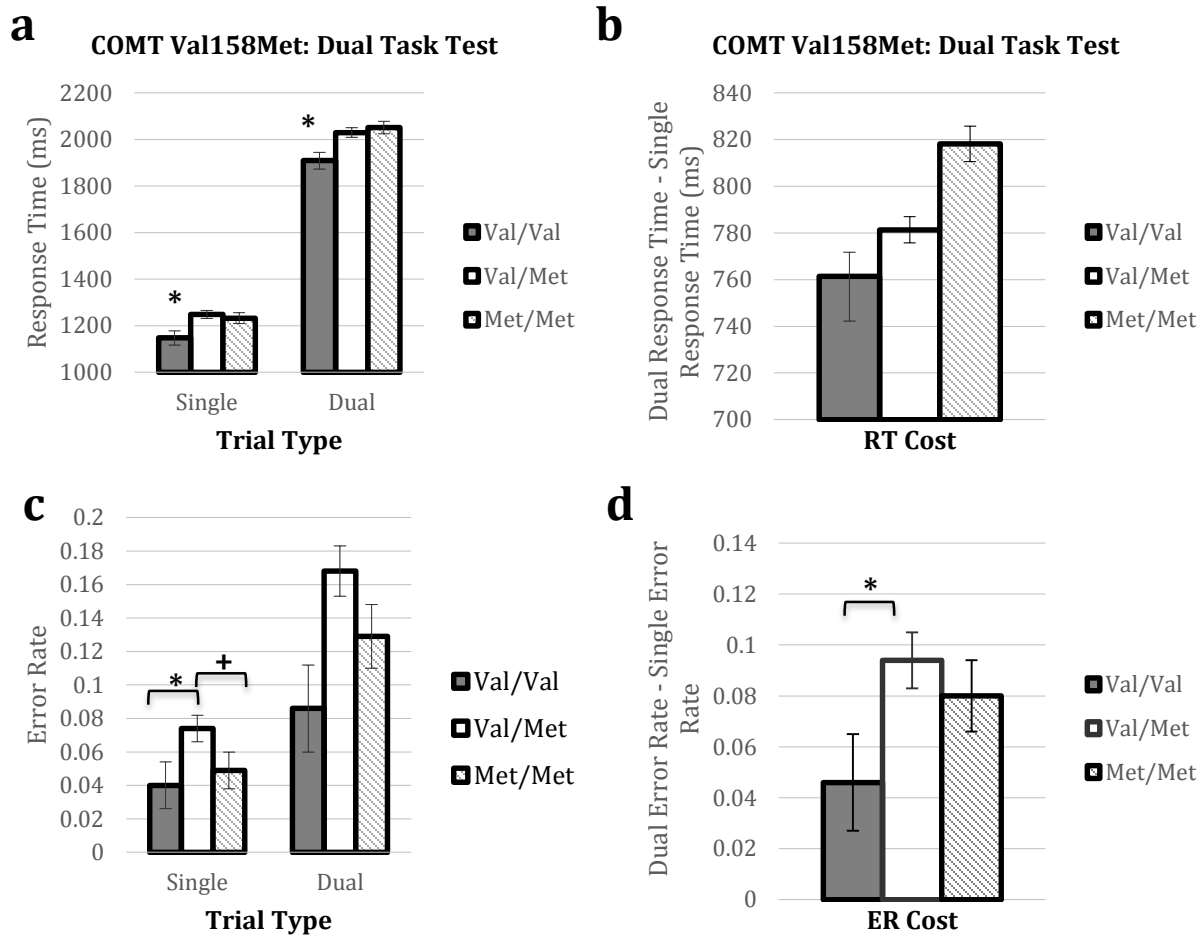 a
COMT Val158Met: Dual Task Test
Response Time (ms)
2200
2000
1800
1600
1400
1200
1000
*
*
Single
Dual
Trial Type
Val/Val
Val/Met
Met/Met
b
COMT Val158Met: Dual Task Test
Dual Response Time - Single
Response Time (ms)
840
820
800
780
760
740
720
700
RT Cost
Val/Val
Val/Met
Met/Met
c
Error Rate
0.2
0.18
0.16
0.14
0.12
0.1
0.08
0.06
0.04
0.02
0
*
+
Single
Dual
Trial Type
Val/Val
Val/Met
Met/Met
d
Dual Error Rate - Single Error
Rate
0.14
0.12
0.1
0.08
0.06
0.04
0.02
0
*
ER Cost
Val/Val
Val/Met
Met/Met